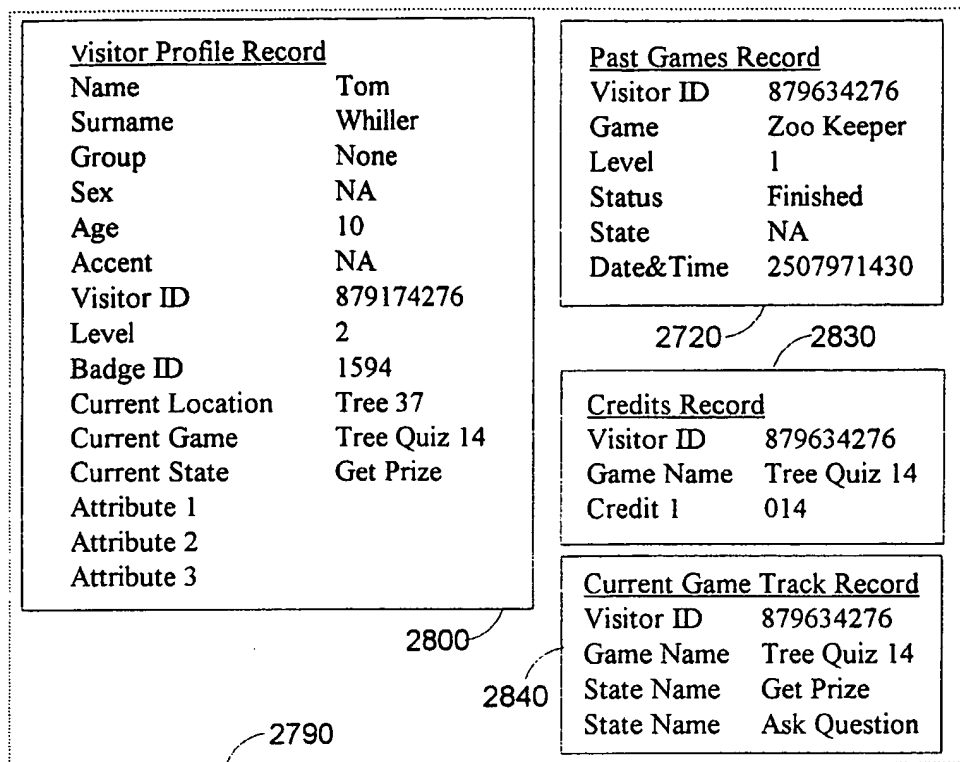 Visitor Profile Record
Name Tom
Surname Whiller
Group None
Sex NA
Age 10
Accent NA
Visitor ID 879174276
Level 2
Badge ID 1594
Current Location Tree 37
Current Game Tree Quiz 14
Current State Get Prize
Attribute 1
Attribute 2
Attribute 3
2800
Past Games Record
Visitor ID 879634276
Game Zoo Keeper
Level 1
Status Finished
State NA
Date&Time 2507971430
2720
2830
Credits Record
Visitor ID 879634276
Game Name Tree Quiz 14
Credit 1 014
Current Game Track Record
Visitor ID 879634276
Game Name Tree Quiz 14
State Name Get Prize
State Name Ask Question
2840
2790